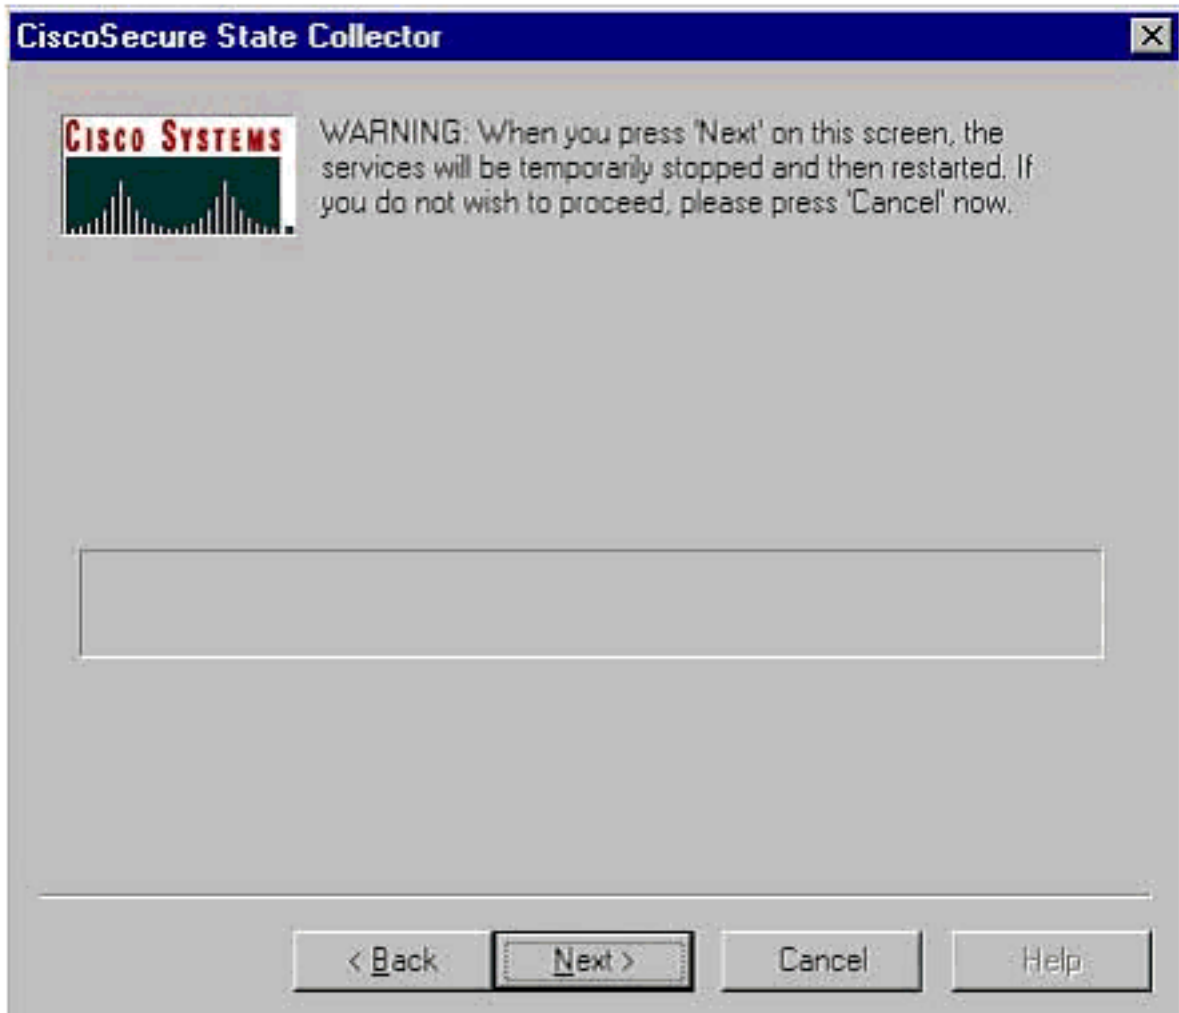 CiscoSecure State Collector
CISCO SYSTEMS
WARNING: When you press 'Next' on this screen, the
services will be temporarily stopped and then restarted. If
you do not wish to proceed, please press 'Cancel' now.
< Back
Next >
Cancel
Help